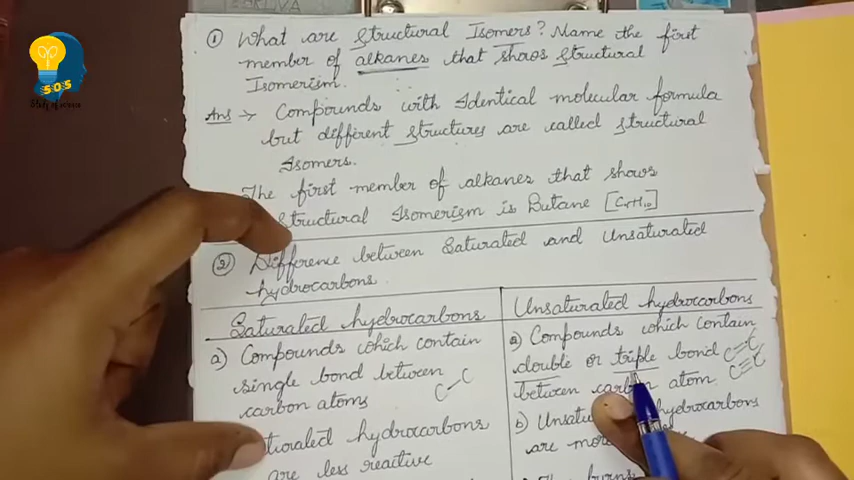 505
① What are Structural Isomers? Name the first
member of alkanes that shows Structural
Isomerism.
Ans → Compounds with Identical molecular formula
but different structures are called structural
Isomers.
The first member of alkanes that shows
Structural Isomerism is Butane [C4H10]
② Difference between Saturated and Unsaturated
hydrocarbons.
Saturated hydrocarbons
a) Compounds which contain
single bond between
carbon atoms
C-C
turated hydrocarbons
are less reactive
Unsaturated hydrocarbons
a) Compounds which contain
double or triple bond
between carbon atom.
C=C
C≡C
b) Unsatu hydrocarbons
are more
burns